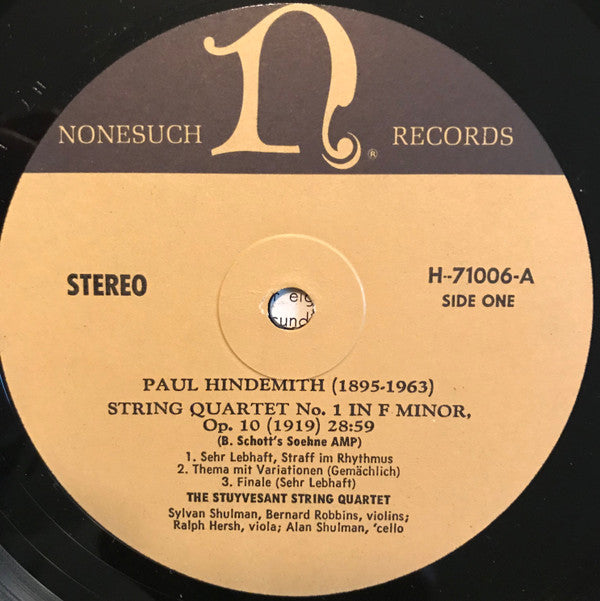 n
NONESUCH RECORDS
®
STEREO
H-71006-A
SIDE ONE
PAUL HINDEMITH (1895-1963)
STRING QUARTET No. 1 IN F MINOR,
Op. 10 (1919) 28:59
(B. Schott's Soehne AMP)
1. Sehr Lebhaft, Straff im Rhythmus
2. Thema mit Variationen (Gemächlich)
3. Finale (Sehr Lebhaft)
THE STUYVESANT STRING QUARTET
Sylvan Shulman, Bernard Robbins, violins;
Ralph Hersh, viola; Alan Shulman, 'cello